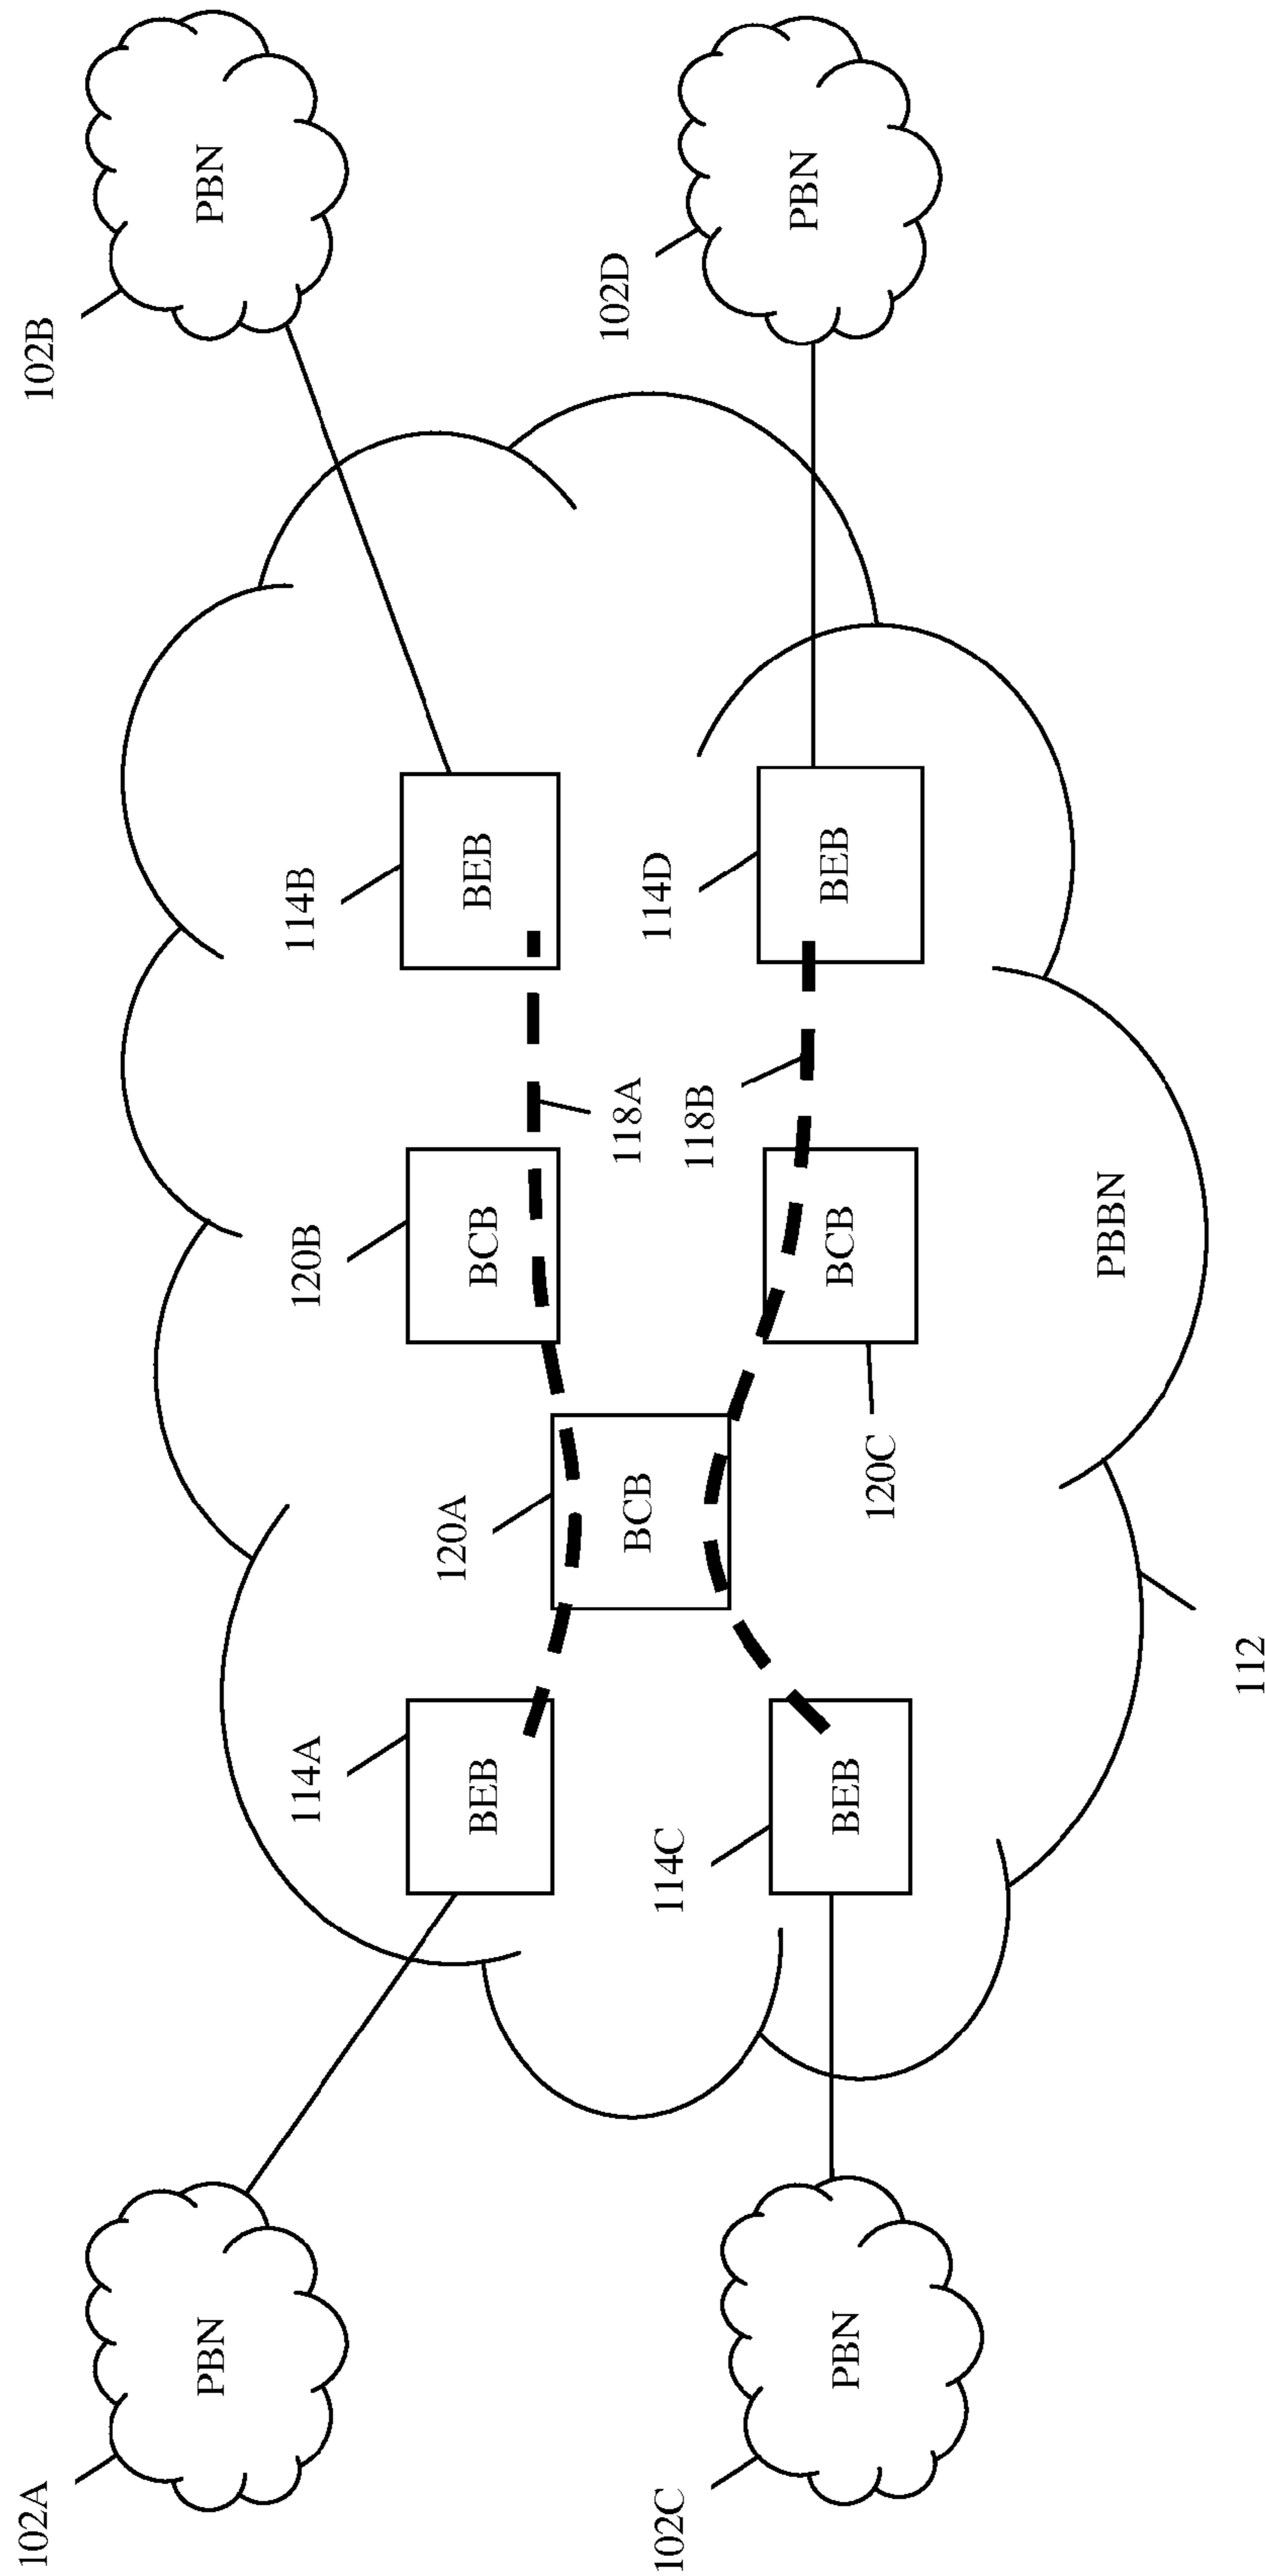 102A
PBN
102B
PBN
114A
BEB
120B
BCB
114B
BEB
120A
BCB
118A
118B
102C
PBN
114C
BEB
120C
BCB
114D
BEB
102D
PBN
PBBN
112